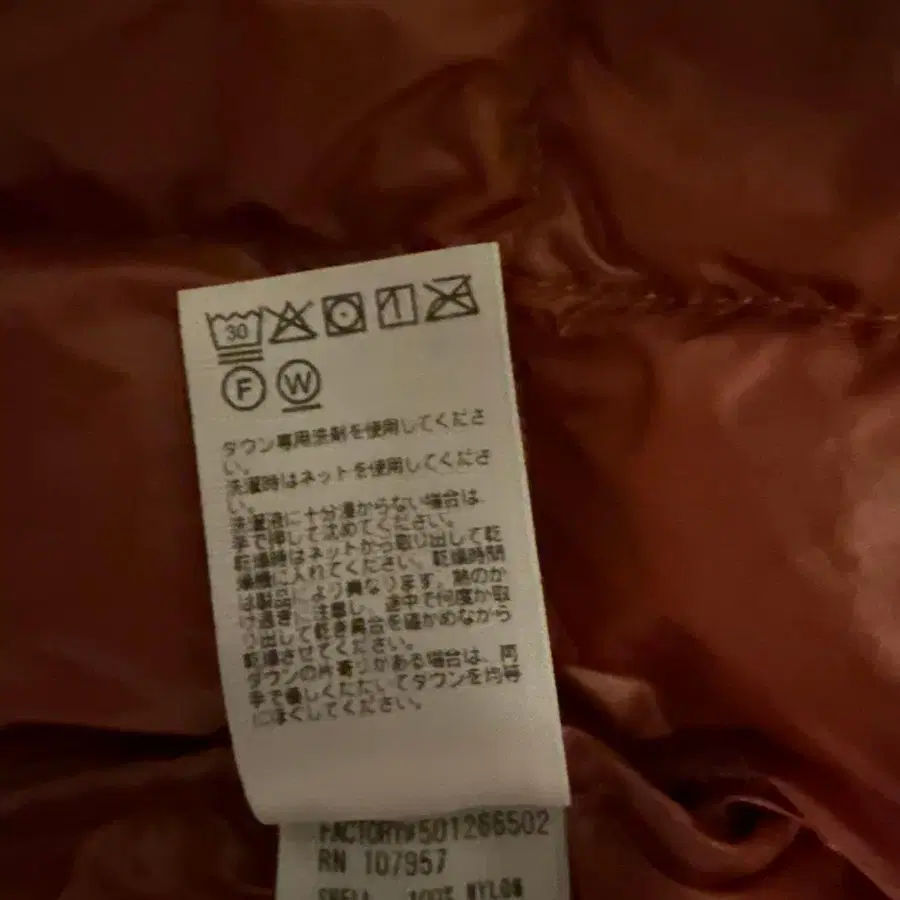 30
F W
ダウン専用洗剤を使用してくださ
い。
洗濯時はネットを使用してくださ
い。
洗濯液に十分浸からない場合は、
手で押して沈めてください。
乾燥時はネットから取り出して乾
燥機に入れてください。乾燥時間
は製品により異なります。熱のか
け過ぎに注意し、途中で何度か取
り出して乾き具合を確かめながら
乾燥させてください。
ダウンの片寄りがある場合は、両
手で優しくたたいてダウンを均等
にほぐしてください。
FACTORY#501266502
RN 107957
SHELL 100% NYLON